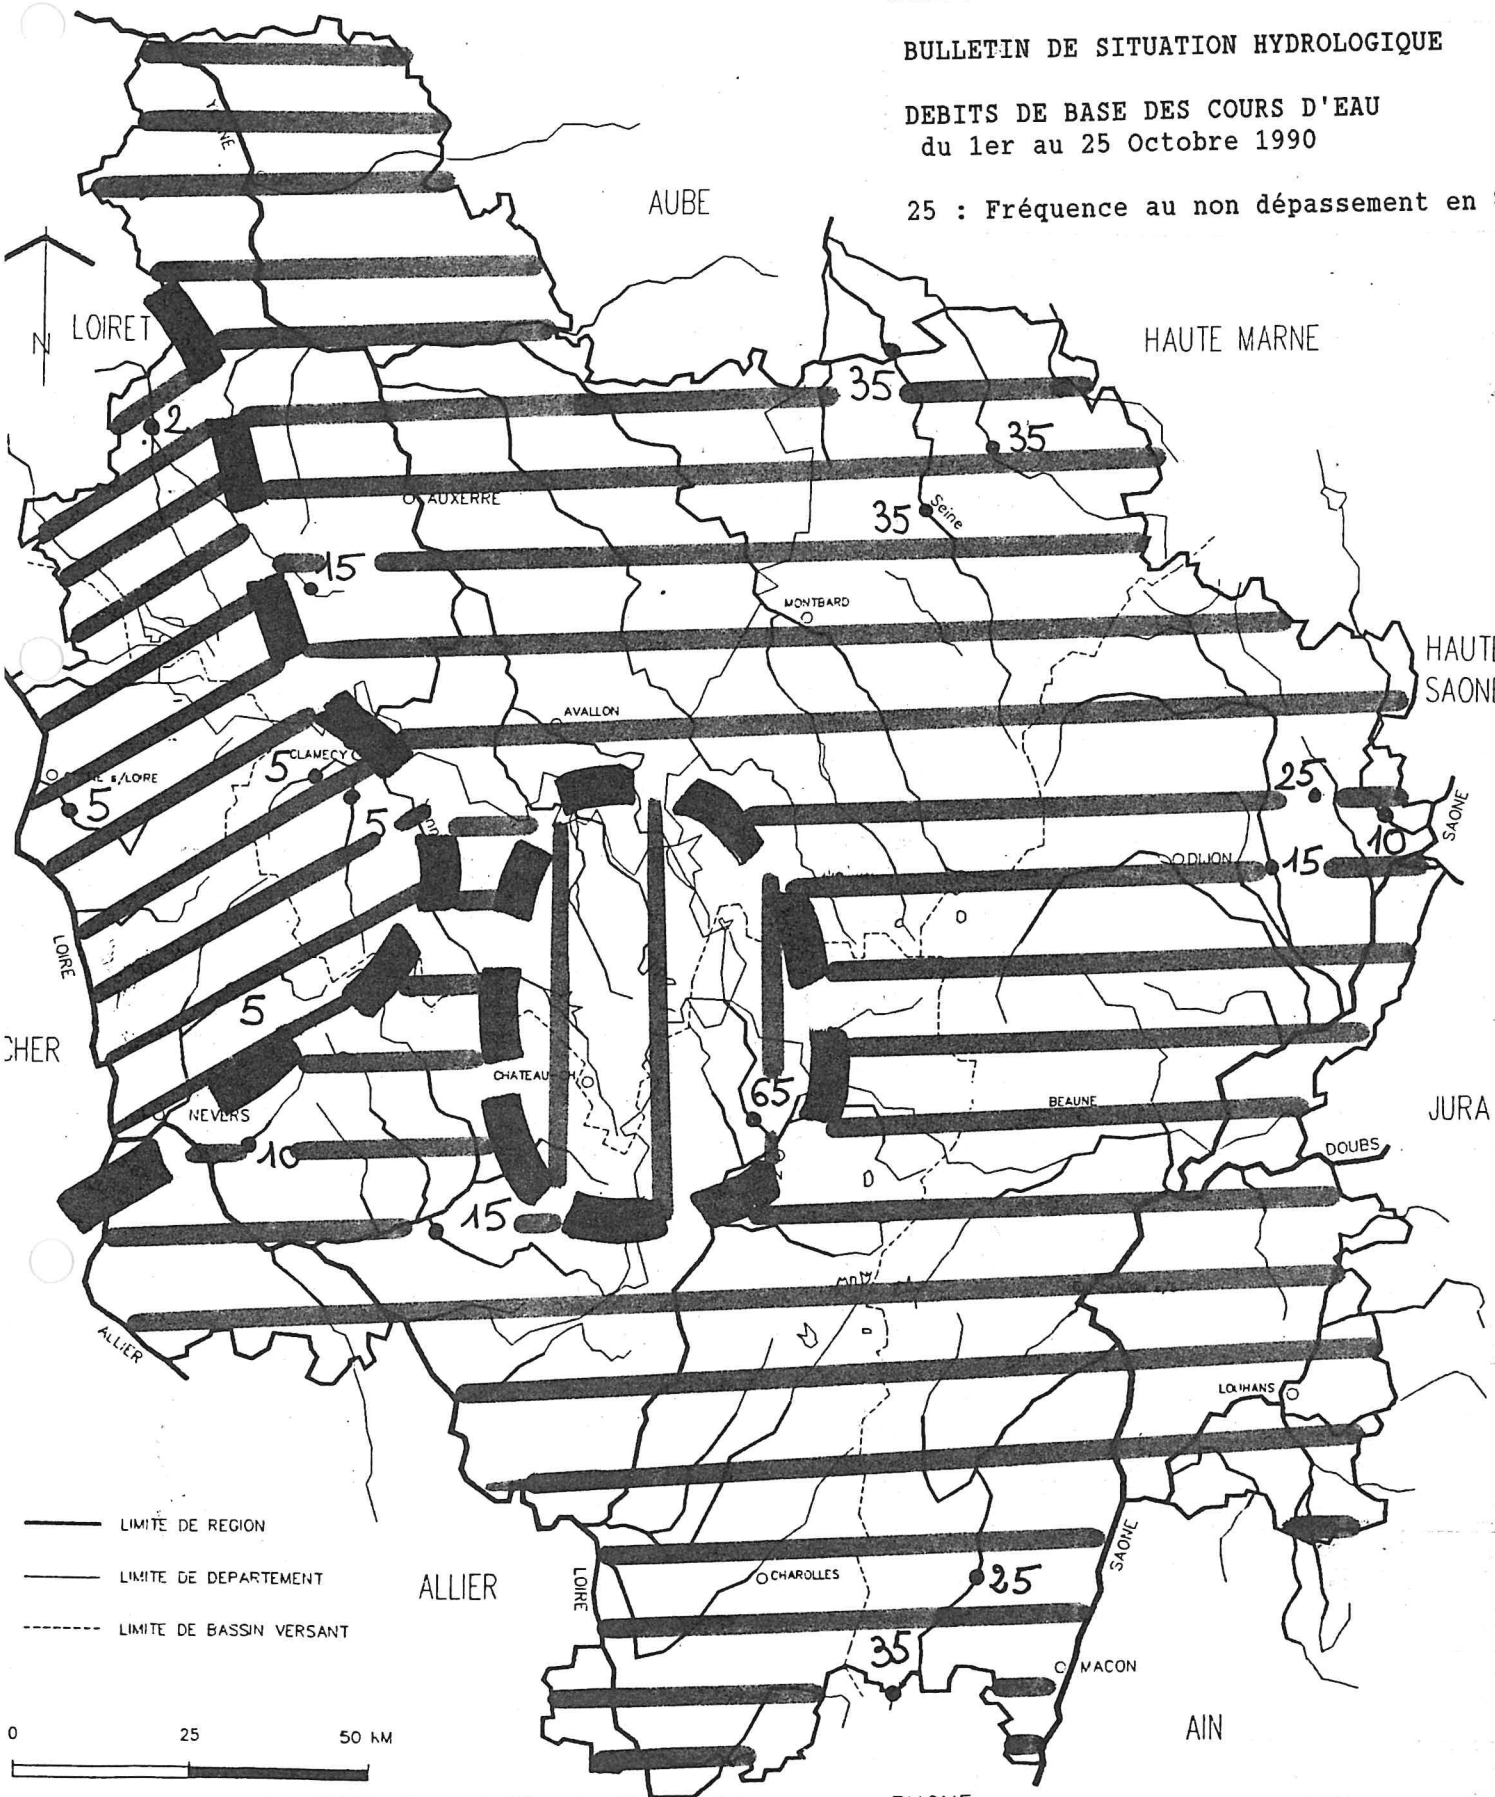 BULLETIN DE SITUATION HYDROLOGIQUE
DEBITS DE BASE DES COURS D'EAU
du 1er au 25 Octobre 1990
25 : Fréquence au non dépassement en
AUBE
LOIRET
N
HAUTE MARNE
35
2
35
AUXERRE
35
Seine
15
MONTBARD
HAUTE
SAONE
AVALLON
CLAMECY
5
S/LOIRE
5
5
25
10
SAONE
DIJON
15
LOIRE
5
CHER
CHATEAU-CH
65
BEAUNE
NEVERS
JURA
10
DOUBS
15
ALLIER
LOUHANS
LIMITE DE REGION
LIMITE DE DEPARTEMENT
LIMITE DE BASSIN VERSANT
ALLIER
LOIRE
CHAROLLES
25
SAONE
35
MACON
AIN
0 25 50 KM